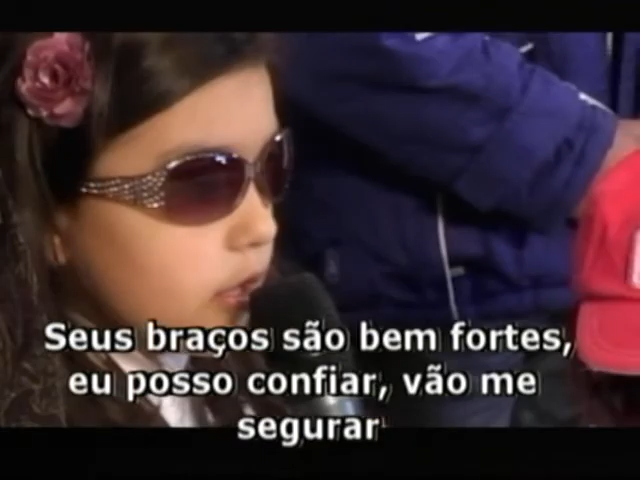 Seus braços são bem fortes,
eu posso confiar, vão me
segurar